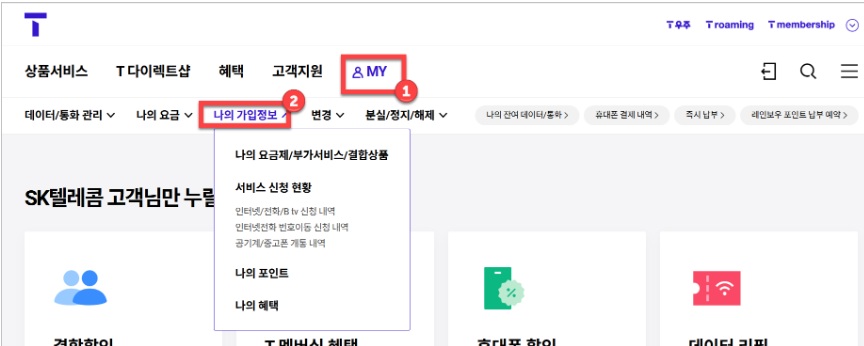 T
T 우주 T roaming T membership
상품서비스 T 다이렉트샵 혜택 고객지원 MY
1
데이터/통화 관리 나의 요금 나의 가입정보 변경 분실/정지/해제 나의 잔여 데이터/통화 휴대폰 결제 내역 즉시 납부 레인보우 포인트 납부 예약
2
나의 요금제/부가서비스/결합상품
서비스 신청 현황
SK텔레콤 고객님만 누릴
인터넷/전화/B tv 신청 내역
인터넷전화 번호이동 신청 내역
공기계/중고폰 개통 내역
나의 포인트
나의 혜택
결합할인 T 멤버십 혜택 휴대폰 할인 데이터 리필